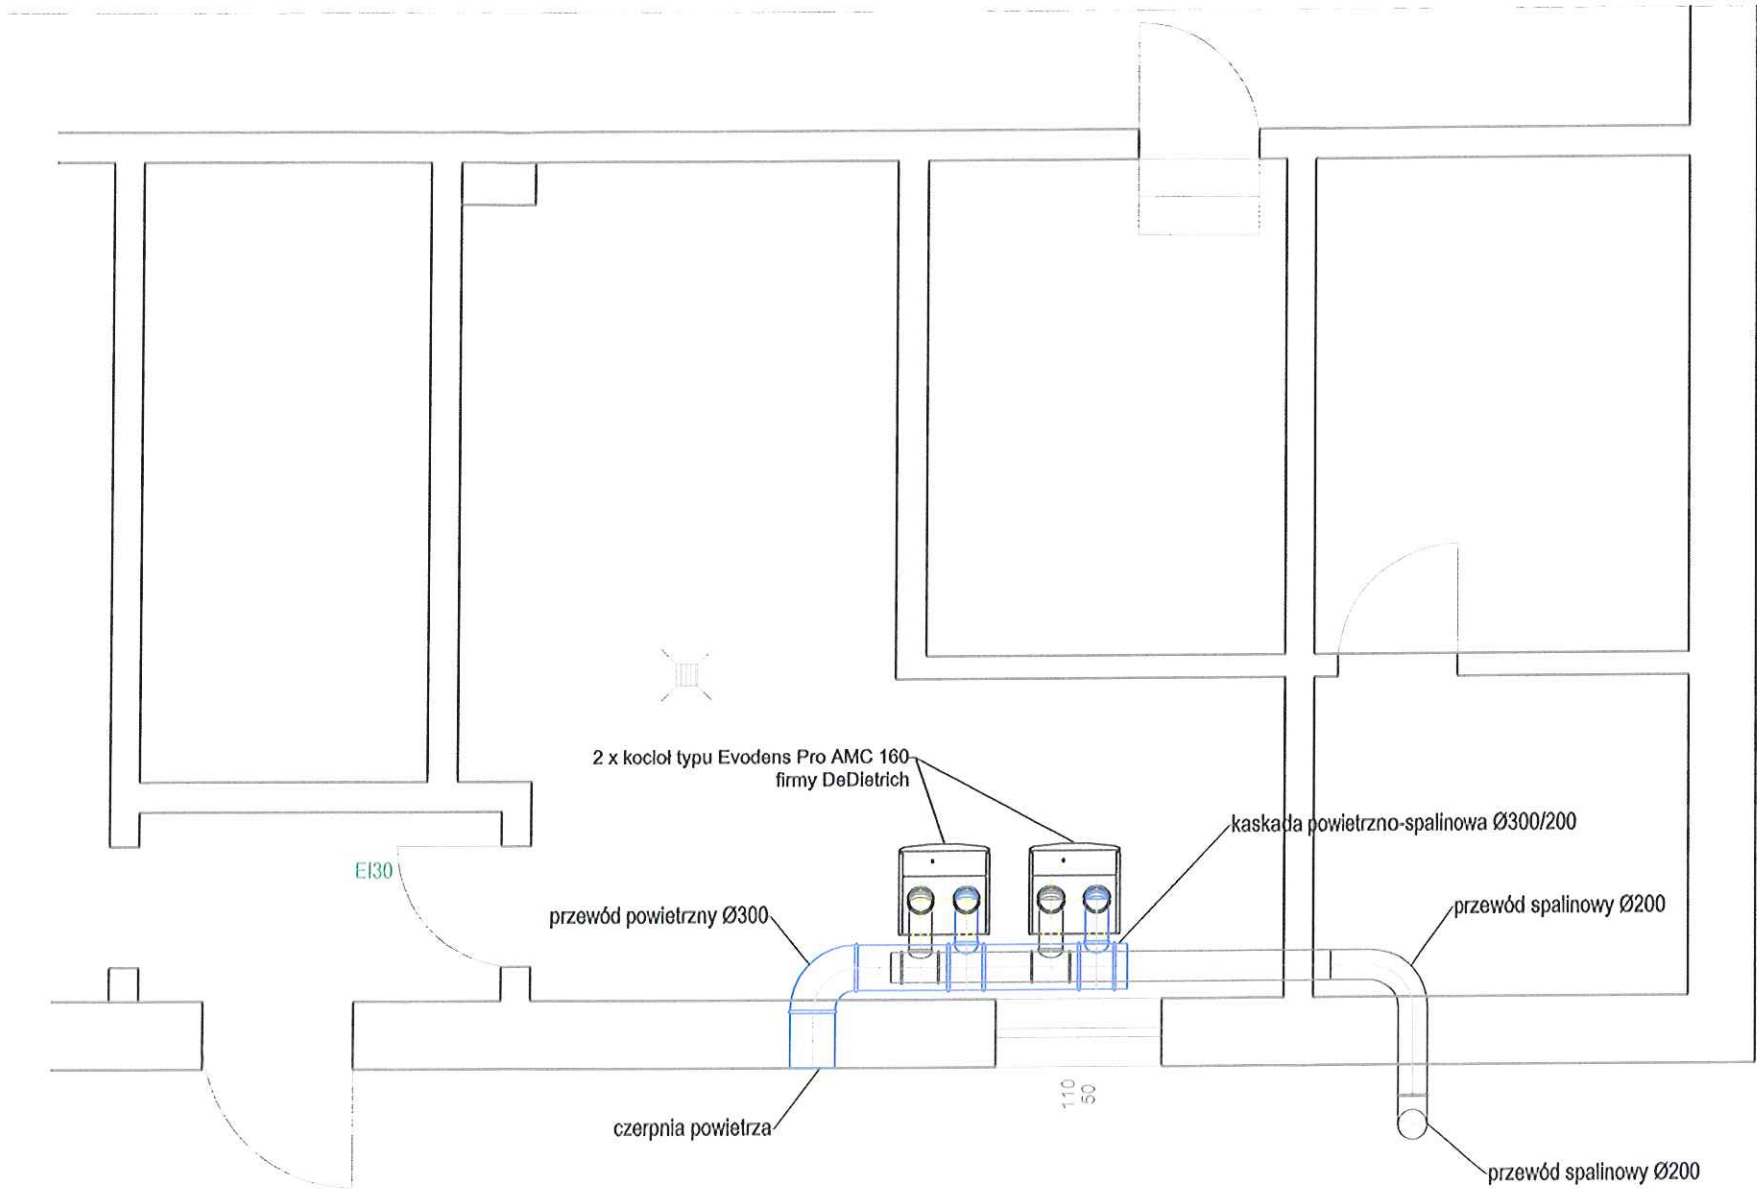 2 x kocioł typu Evodens Pro AMC 160
firmy DeDietrich
kaskada powietrzno-spalinowa Ø300/200
EI30
przewód powietrzny Ø300
przewód spalinowy Ø200
110
50
czerpnia powietrza
przewód spalinowy Ø200